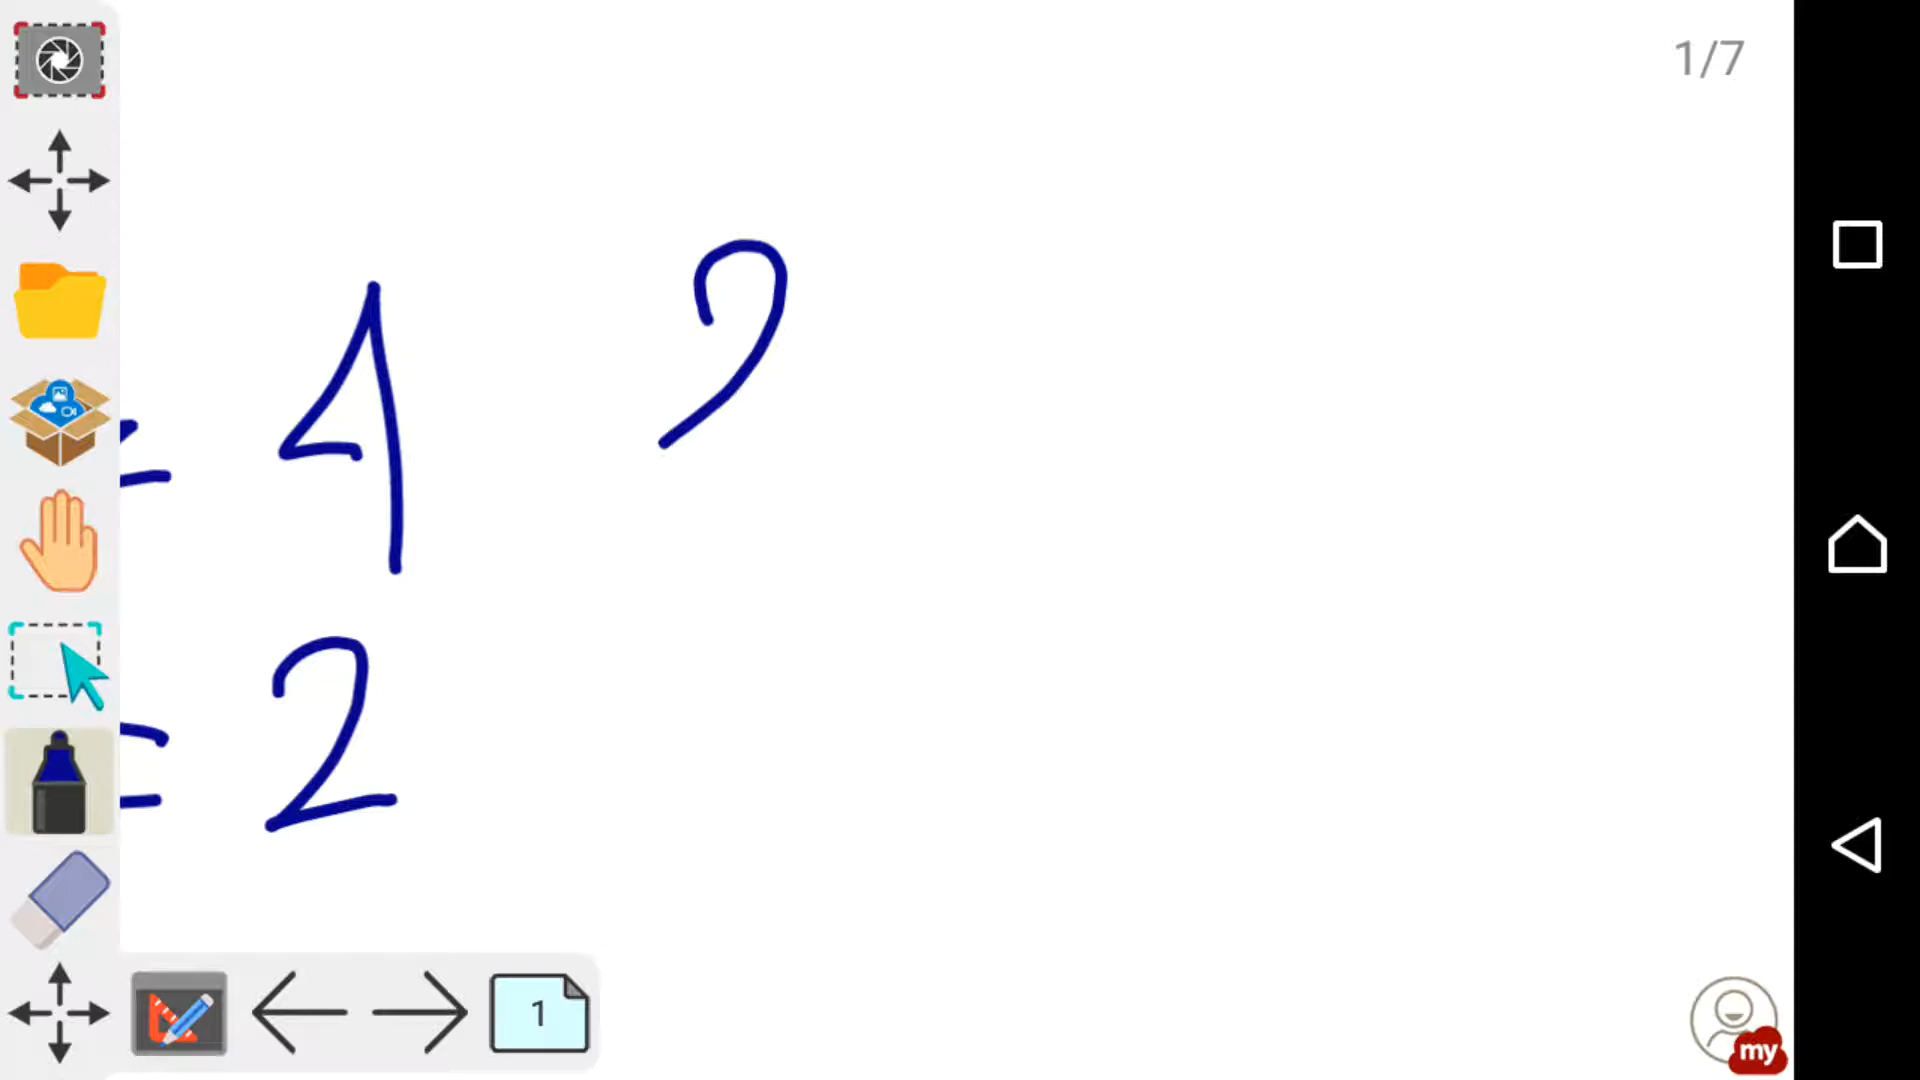 1/7
= 4 2
= 2
1
my